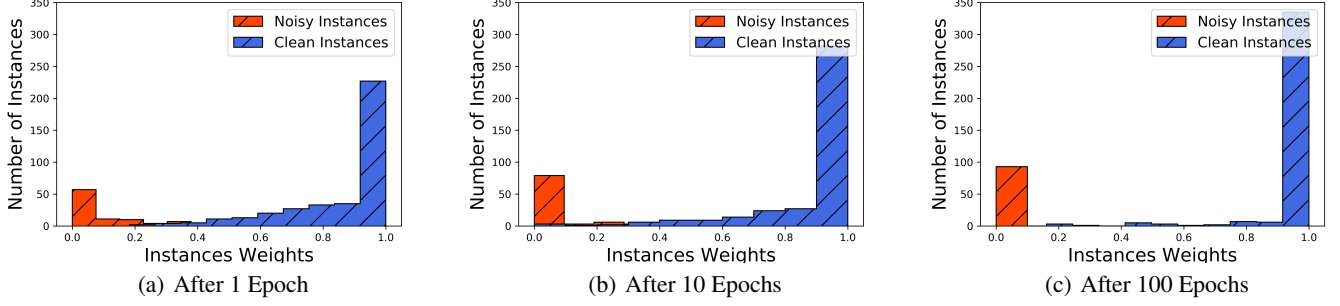 Number of Instances
350
300
250
200
150
100
50
0
Noisy Instances
Clean Instances
0.0 0.2 0.4 0.6 0.8 1.0
Instances Weights
(a) After 1 Epoch
Number of Instances
350
300
250
200
150
100
50
0
Noisy Instances
Clean Instances
0.0 0.2 0.4 0.6 0.8 1.0
Instances Weights
(b) After 10 Epochs
Number of Instances
350
300
250
200
150
100
50
0
Noisy Instances
Clean Instances
0.0 0.2 0.4 0.6 0.8 1.0
Instances Weights
(c) After 100 Epochs